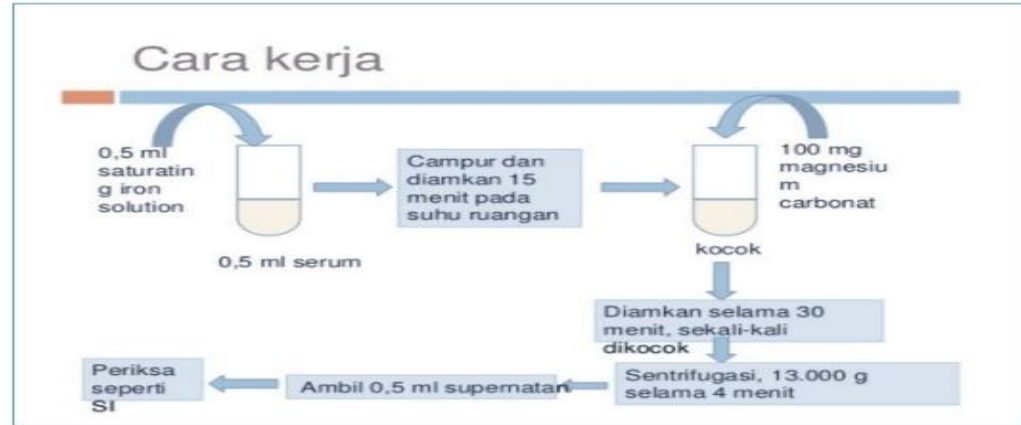 Cara kerja
0,5 ml
saturatin
g iron
solution
0,5 ml serum
Campur dan
diamkan 15
menit pada
suhu ruangan
100 mg
magnesiu
m
carbonat
kocok
Diamkan selama 30
menit, sekali-kali
dikocok
Sentrifugasi, 13.000 g
selama 4 menit
Ambil 0,5 ml supernatan
Periksa
seperti
SI